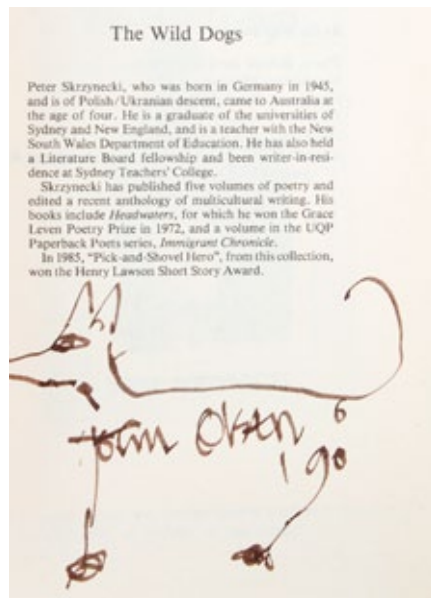 The Wild Dogs
Peter Skrzynecki, who was born in Germany in 1945,
and is of Polish/Ukranian descent, came to Australia at
the age of four. He is a graduate of the universities of
Sydney and New England, and is a teacher with the New
South Wales Department of Education. He has also held
a Literature Board fellowship and been writer-in-resi-
dence at Sydney Teachers' College.
Skrzynecki has published five volumes of poetry and
edited a recent anthology of multicultural writing. His
books include Headwaters, for which he won the Grace
Leven Poetry Prize in 1972, and a volume in the UQP
Paperback Poets series, Immigrant Chronicle.
In 1985, "Pick-and-Shovel Hero", from this collection,
won the Henry Lawson Short Story Award.